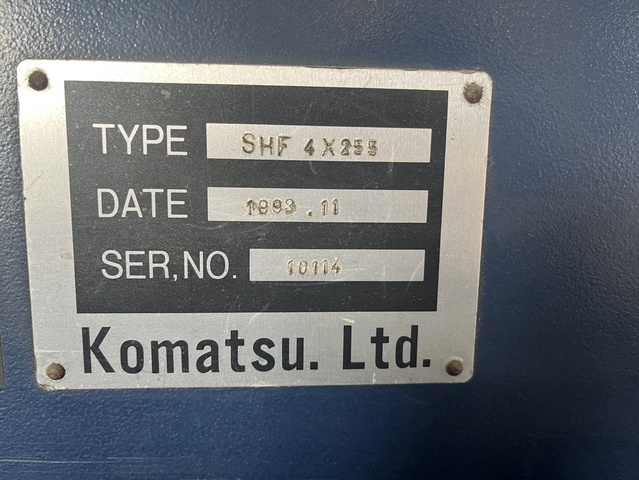 TYPE SHF 4X255
DATE 1993.11
SER,NO. 10114
Komatsu. Ltd.